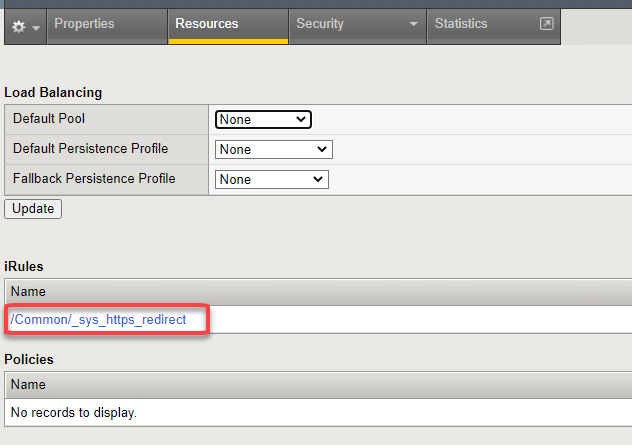 Properties Resources Security Statistics
Load Balancing
Default Pool None
Default Persistence Profile None
Fallback Persistence Profile None
Update
iRules
Name
/Common/_sys_https_redirect
Policies
Name
No records to display.